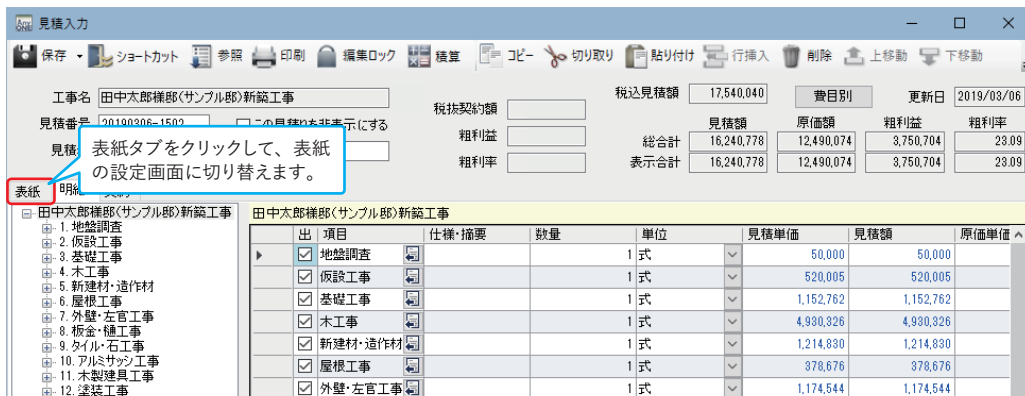 見積入力
保存 ショートカット 参照 印刷 編集ロック 積算 コピー 切り取り 貼り付け 行挿入 削除 上移動 下移動
工事名 田中太郎様邸(サンプル邸)新築工事
税抜契約額
税込見積額 17,540,040
費目別
更新日 2019/03/06
見積番号 20190306-1502 この見積りを非表示にする
粗利益
見積額 原価額 粗利益 粗利率
総合計 16,240,778 12,490,074 3,750,704 23.09
粗利率
表示合計 16,240,778 12,490,074 3,750,704 23.09
見積
表紙タブをクリックして、表紙
の設定画面に切り替えます。
表紙 明細
田中太郎様邸(サンプル邸)新築工事
1. 地盤調査
2. 仮設工事
3. 基礎工事
4. 木工事
5. 新建材・造作材
6. 屋根工事
7. 外壁・左官工事
8. 板金・樋工事
9. タイル・石工事
10. アルミサッシ工事
11. 木製建具工事
12. 塗装工事
田中太郎様邸(サンプル邸)新築工事
出 項目 仕様・摘要 数量 単位 見積単価 見積額 原価単価
地盤調査 1 式 50,000 50,000
仮設工事 1 式 520,005 520,005
基礎工事 1 式 1,152,762 1,152,762
木工事 1 式 4,930,326 4,930,326
新建材・造作材 1 式 1,214,830 1,214,830
屋根工事 1 式 378,676 378,676
外壁・左官工事 1 式 1,174,544 1,174,544